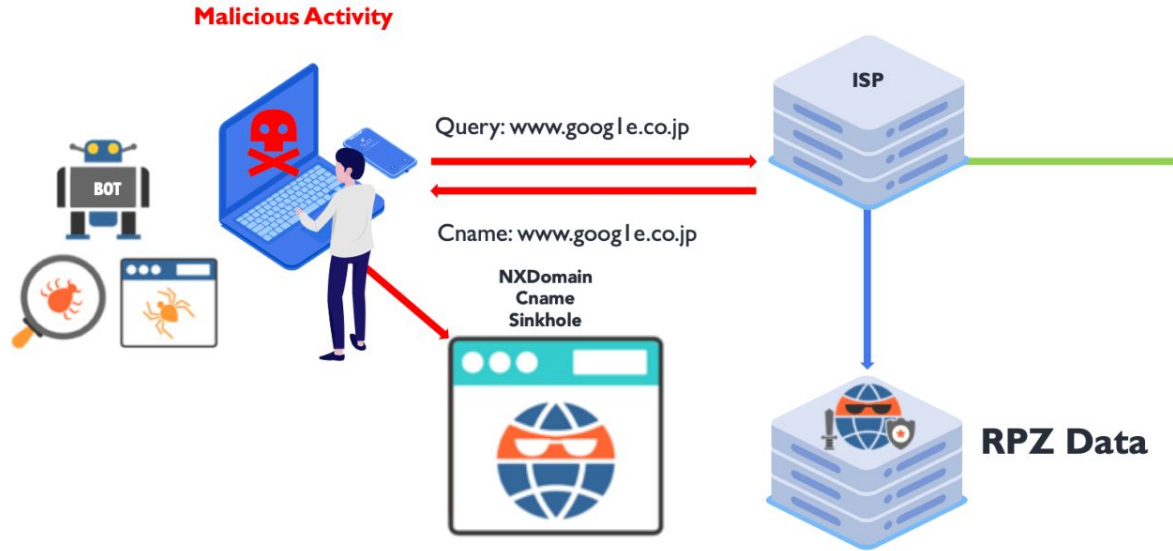 Malicious Activity
ISP
Query: www.goog1e.co.jp
BOT
Cname: www.goog1e.co.jp
NXDomain
Cname
Sinkhole
RPZ Data